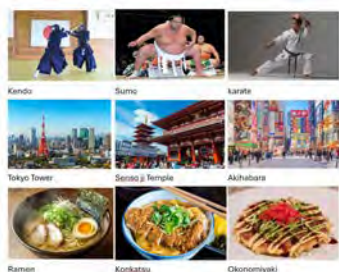 Kendo
Sumo
karate
Tokyo Tower
Senso ji Temple
Akihabara
Ramen
Konkatsu
Okonomiyaki